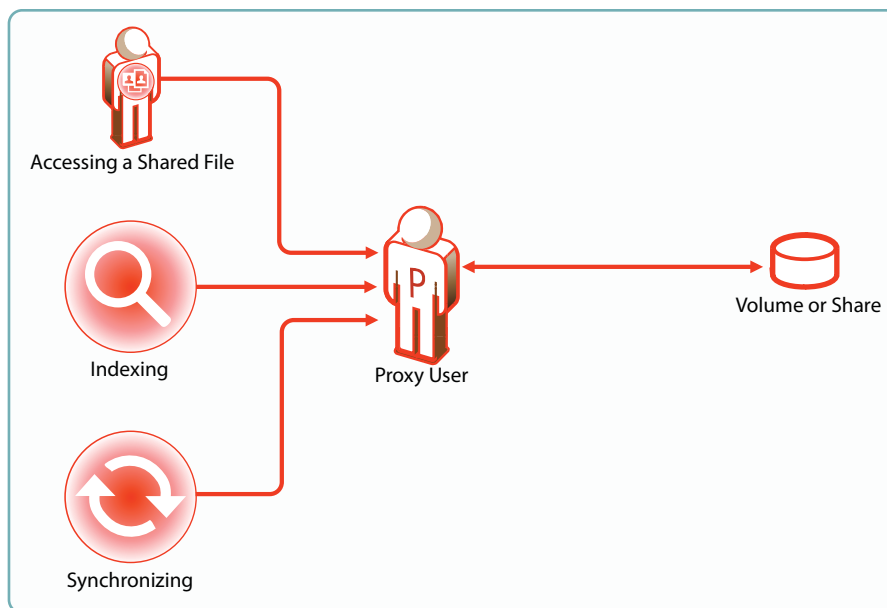 Accessing a Shared File
Indexing
Synchronizing
P
Proxy User
Volume or Share